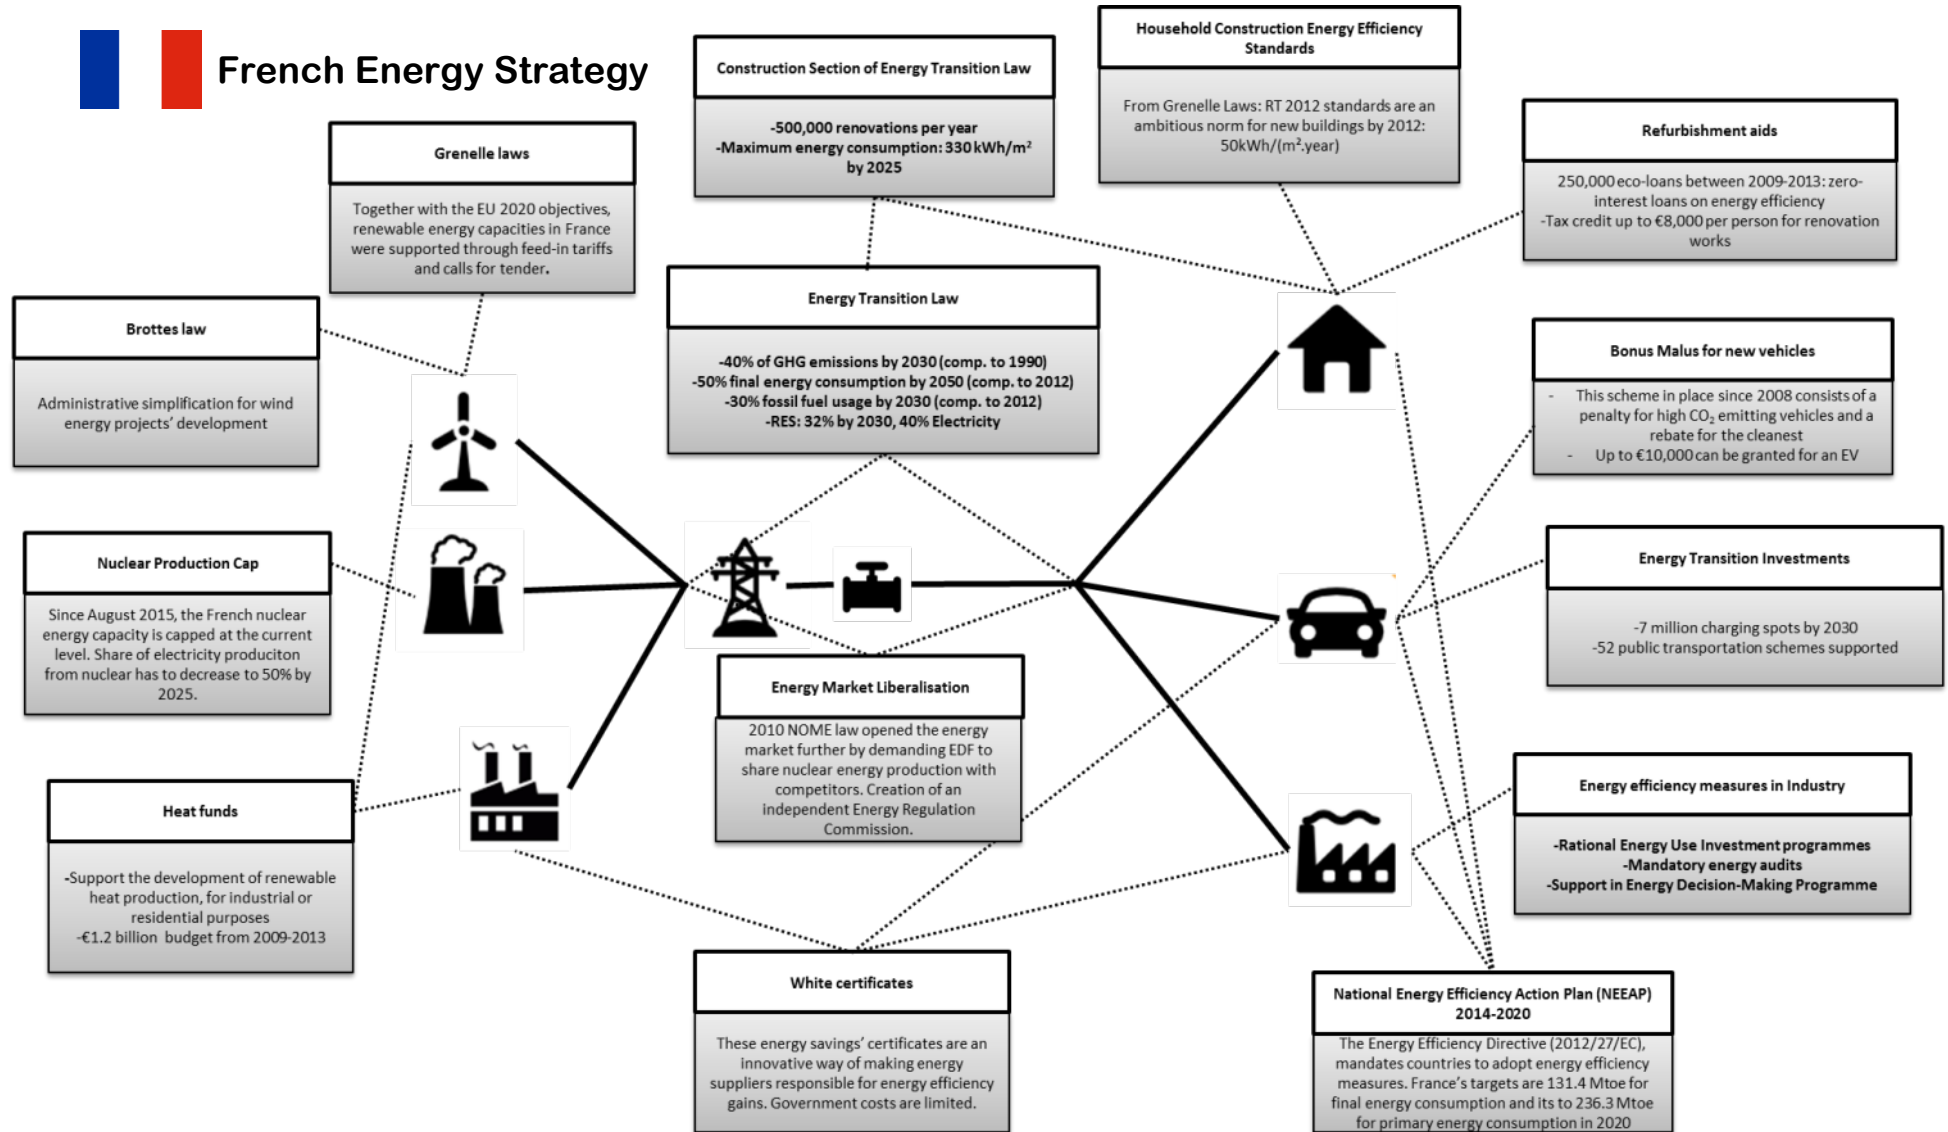 French Energy Strategy
Construction Section of Energy Transition Law
-500,000 renovations per year
-Maximum energy consumption: 330 kWh/m²
by 2025
Household Construction Energy Efficiency
Standards
From Grenelle Laws: RT 2012 standards are an
ambitious norm for new buildings by 2012:
50kWh/(m².year)
Refurbishment aids
250,000 eco-loans between 2009-2013: zero-
interest loans on energy efficiency
-Tax credit up to €8,000 per person for renovation
works
Grenelle laws
Together with the EU 2020 objectives,
renewable energy capacities in France
were supported through feed-in tariffs
and calls for tender.
Brottes law
Administrative simplification for wind
energy projects' development
Energy Transition Law
-40% of GHG emissions by 2030 (comp. to 1990)
-50% final energy consumption by 2050 (comp. to 2012)
-30% fossil fuel usage by 2030 (comp. to 2012)
-RES: 32% by 2030, 40% Electricity
Bonus Malus for new vehicles
- This scheme in place since 2008 consists of a
penalty for high CO₂ emitting vehicles and a
rebate for the cleanest
- Up to €10,000 can be granted for an EV
Nuclear Production Cap
Since August 2015, the French nuclear
energy capacity is capped at the current
level. Share of electricity produciton
from nuclear has to decrease to 50% by
2025.
Energy Transition Investments
-7 million charging spots by 2030
-52 public transportation schemes supported
Energy Market Liberalisation
2010 NOME law opened the energy
market further by demanding EDF to
share nuclear energy production with
competitors. Creation of an
independent Energy Regulation
Commission.
Heat funds
-Support the development of renewable
heat production, for industrial or
residential purposes
-€1.2 billion budget from 2009-2013
Energy efficiency measures in Industry
-Rational Energy Use Investment programmes
-Mandatory energy audits
-Support in Energy Decision-Making Programme
White certificates
These energy savings' certificates are an
innovative way of making energy
suppliers responsible for energy efficiency
gains. Government costs are limited.
National Energy Efficiency Action Plan (NEEAP)
2014-2020
The Energy Efficiency Directive (2012/27/EC),
mandates countries to adopt energy efficiency
measures. France's targets are 131.4 Mtoe for
final energy consumption and its to 236.3 Mtoe
for primary energy consumption in 2020